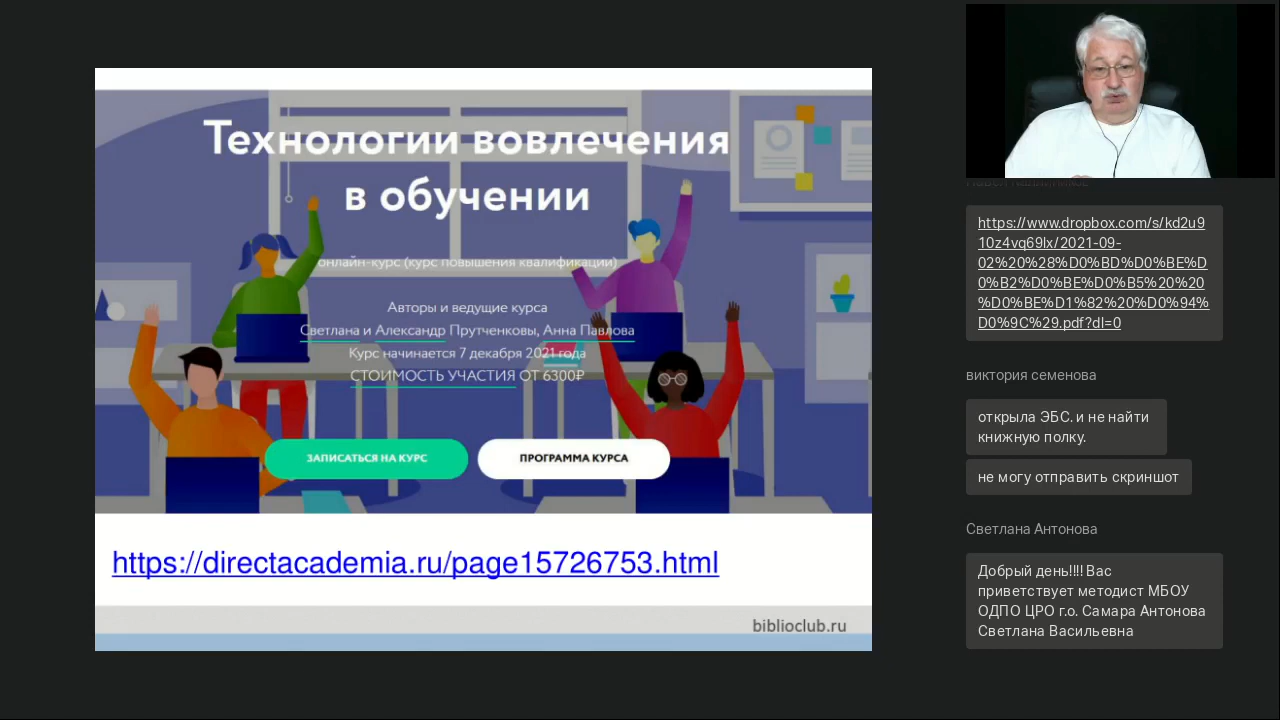 Технологии вовлечения
в обучении
онлайн-курс (курс повышения квалификации)
Авторы и ведущие курса
Светлана и Александр Прутченковы, Анна Павлова
Курс начинается 7 декабря 2021 года
СТОИМОСТЬ УЧАСТИЯ ОТ 6300₽
ЗАПИСАТЬСЯ НА КУРС
ПРОГРАММА КУРСА
https://directacademia.ru/page15726753.html
biblioclub.ru
https://www.dropbox.com/s/kd2u9
10z4vq69lx/2021-09-
02%20%28%D0%BD%D0%BE%D
0%B2%D0%BE%D0%B5%20%20
%D0%BE%D1%82%20%D0%94%
D0%9C%29.pdf?dl=0
виктория семенова
открыла ЭБС. и не найти
книжную полку.
не могу отправить скриншот
Светлана Антонова
Добрый день!!!! Вас
приветствует методист МБОУ
ОДПО ЦРО г.о. Самара Антонова
Светлана Васильевна